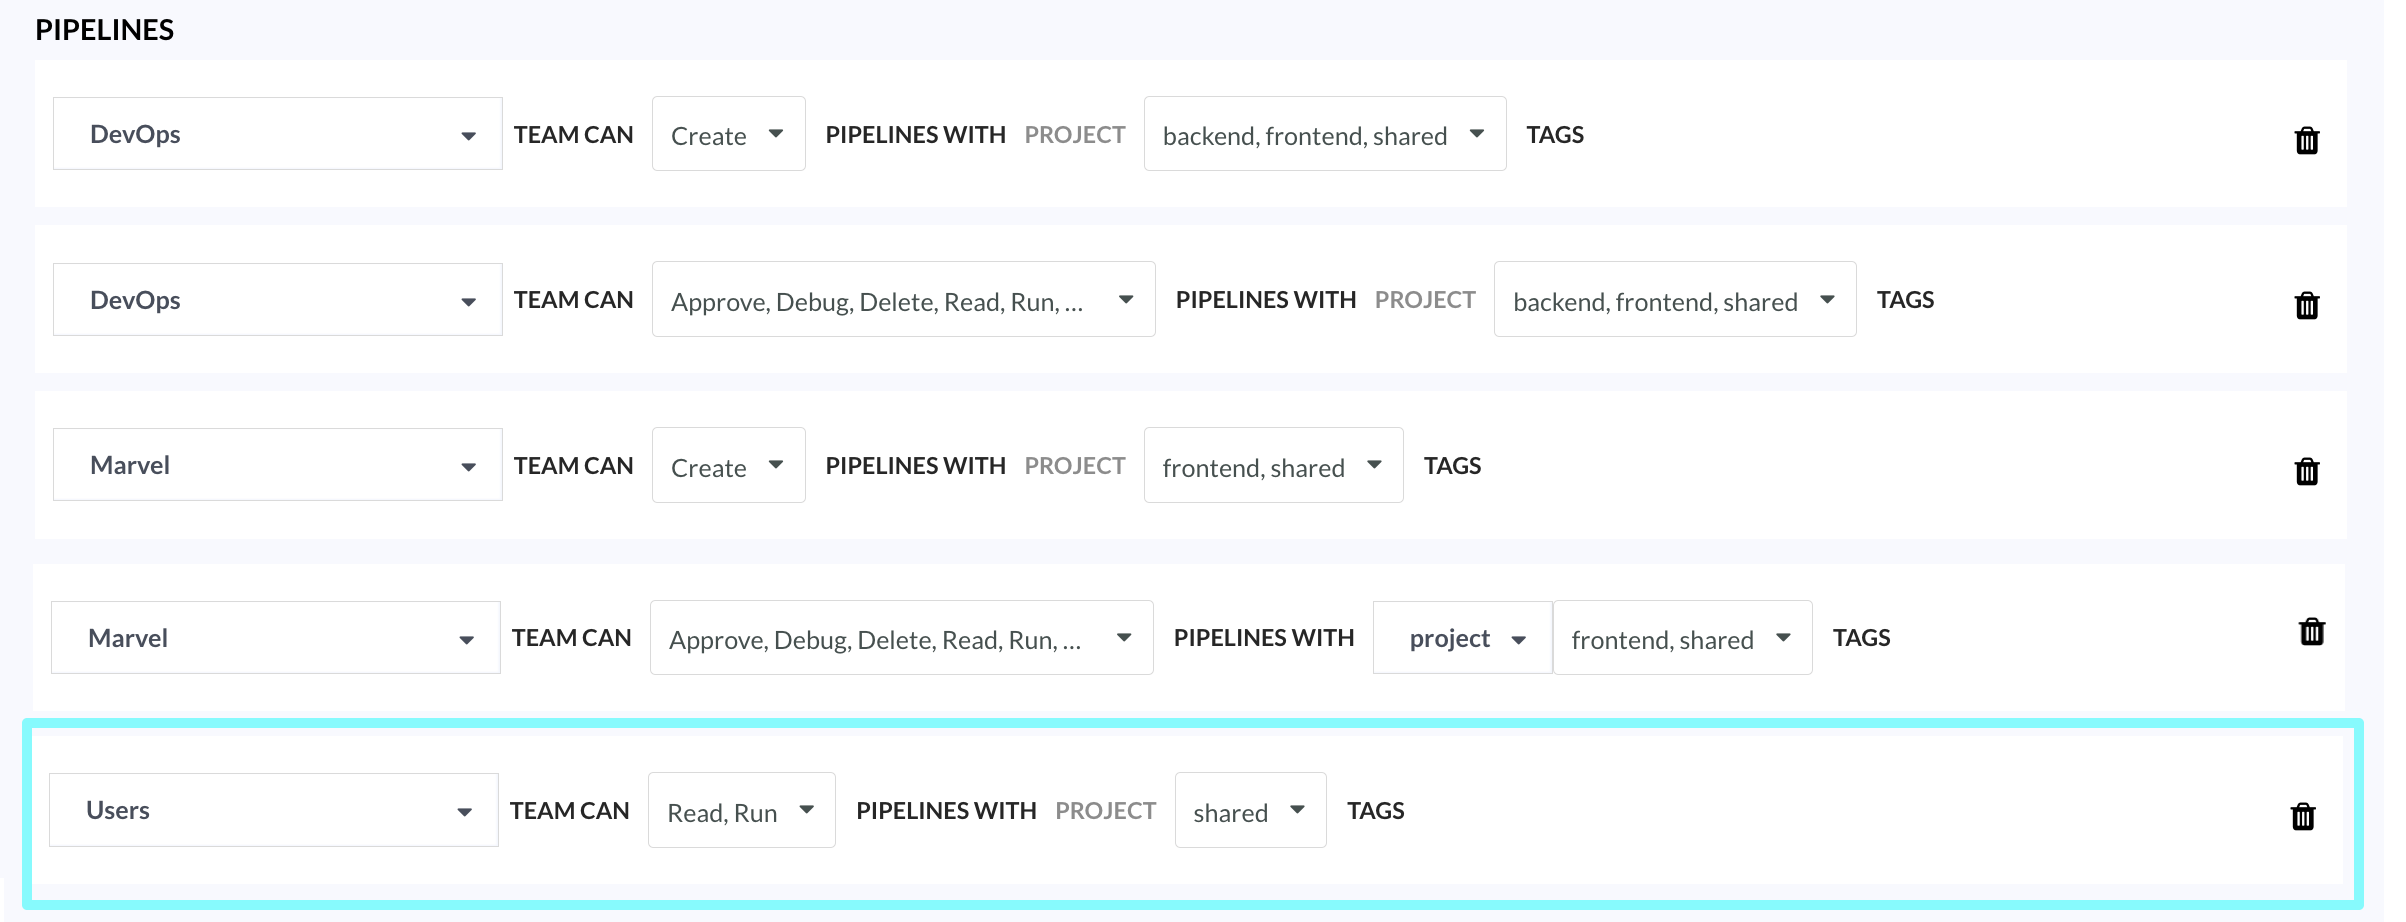 PIPELINES
DevOps TEAM CAN Create PIPELINES WITH PROJECT backend, frontend, shared TAGS
DevOps TEAM CAN Approve, Debug, Delete, Read, Run, ... PIPELINES WITH PROJECT backend, frontend, shared TAGS
Marvel TEAM CAN Create PIPELINES WITH PROJECT frontend, shared TAGS
Marvel TEAM CAN Approve, Debug, Delete, Read, Run, ... PIPELINES WITH project frontend, shared TAGS
Users TEAM CAN Read, Run PIPELINES WITH PROJECT shared TAGS